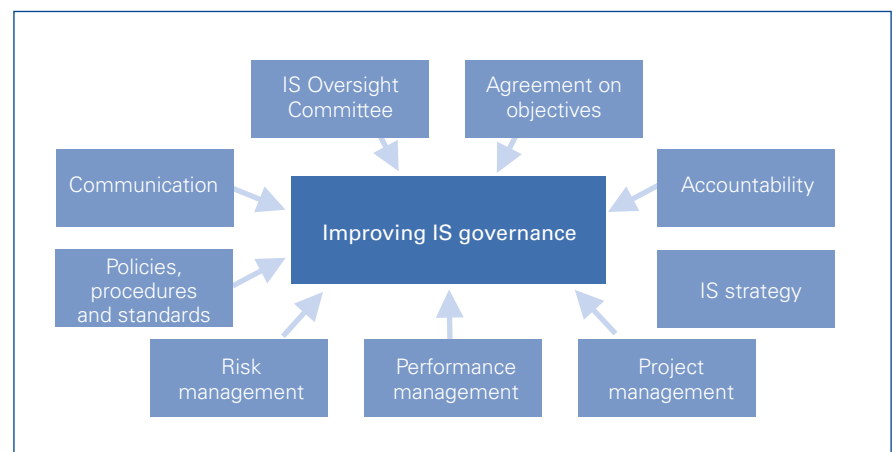 IS Oversight
Committee
Agreement on
objectives
Communication
Accountability
Improving IS governance
Policies,
procedures
and standards
IS strategy
Risk
management
Performance
management
Project
management